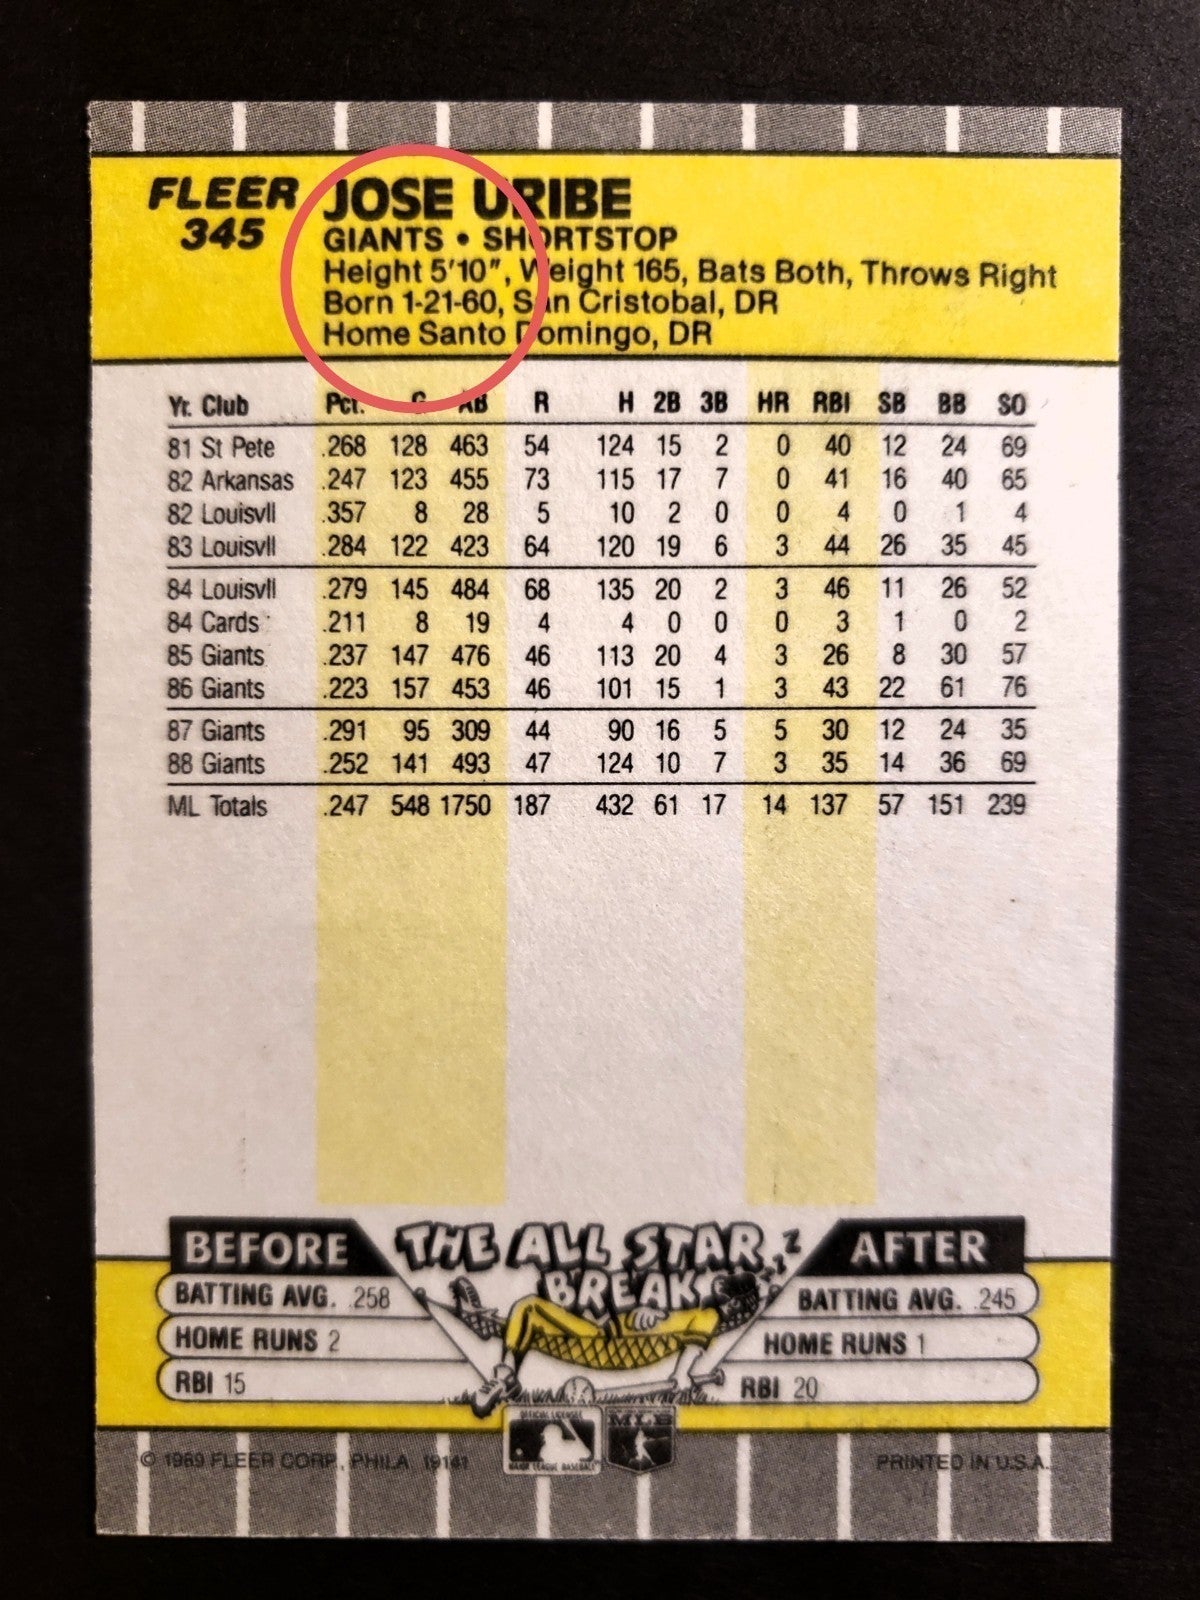 FLEER
345
JOSE URIBE
GIANTS • SHORTSTOP
Height 5'10", Weight 165, Bats Both, Throws Right
Born 1-21-60, San Cristobal, DR
Home Santo Domingo, DR
Yr. Club Pct. G AB R H 2B 3B HR RBI SB BB SO
81 St Pete .268 128 463 54 124 15 2 0 40 12 24 69
82 Arkansas .247 123 455 73 115 17 7 0 41 16 40 65
82 Louisvll .357 8 28 5 10 2 0 0 4 0 1 4
83 Louisvll .284 122 423 64 120 19 6 3 44 26 35 45
84 Louisvll .279 145 484 68 135 20 2 3 46 11 26 52
84 Cards .211 8 19 4 4 0 0 0 3 1 0 2
85 Giants .237 147 476 46 113 20 4 3 26 8 30 57
86 Giants .223 157 453 46 101 15 1 3 43 22 61 76
87 Giants .291 95 309 44 90 16 5 5 30 12 24 35
88 Giants .252 141 493 47 124 10 7 3 35 14 36 69
ML Totals .247 548 1750 187 432 61 17 14 137 57 151 239
BEFORE THE ALL STAR BREAK AFTER
ZZZ
BATTING AVG. .258
HOME RUNS 2
RBI 15
BATTING AVG. .245
HOME RUNS 1
RBI 20
OFFICIAL LICENSEE
MAJOR LEAGUE BASEBALL
MLB
© 1989 FLEER CORP., PHILA. 19141
PRINTED IN U.S.A.